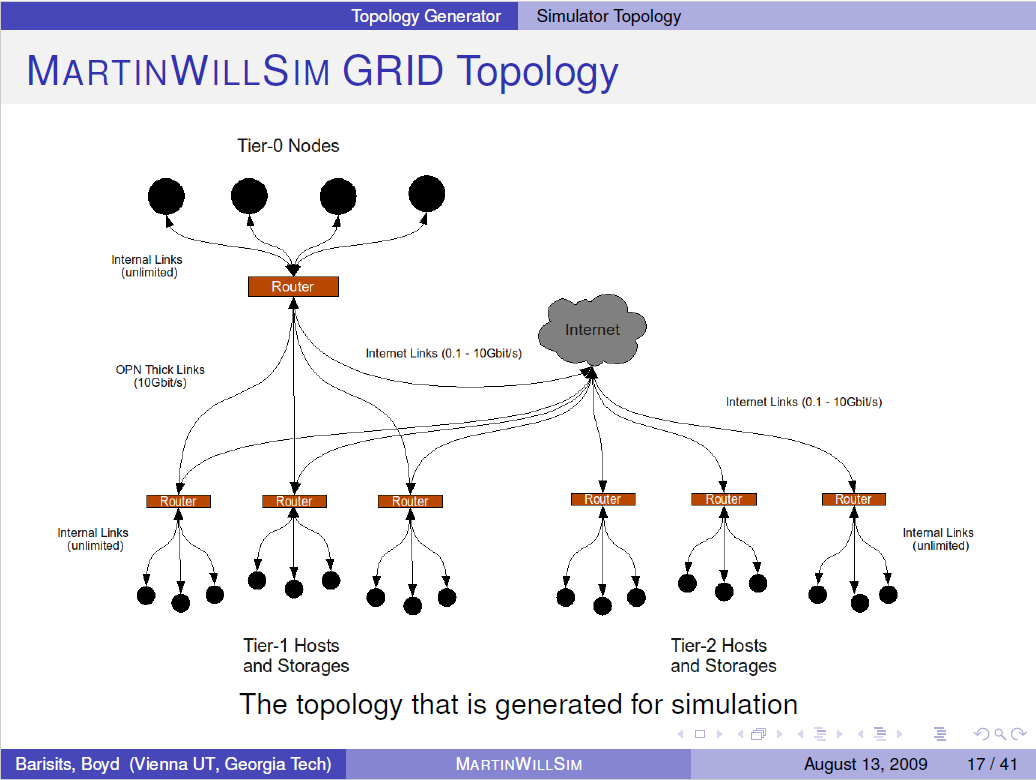 Topology Generator Simulator Topology
MARTINWILLSIM GRID Topology
Tier-0 Nodes
Internal Links
(unlimited)
Router
Internet
Internet Links (0.1 - 10Gbit/s)
OPN Thick Links
(10Gbit/s)
Internet Links (0.1 - 10Gbit/s)
Router Router Router Router Router Router
Internal Links
(unlimited)
Internal Links
(unlimited)
Tier-1 Hosts
and Storages
Tier-2 Hosts
and Storages
The topology that is generated for simulation
Barisits, Boyd (Vienna UT, Georgia Tech) MARTINWILLSIM August 13, 2009 17 / 41